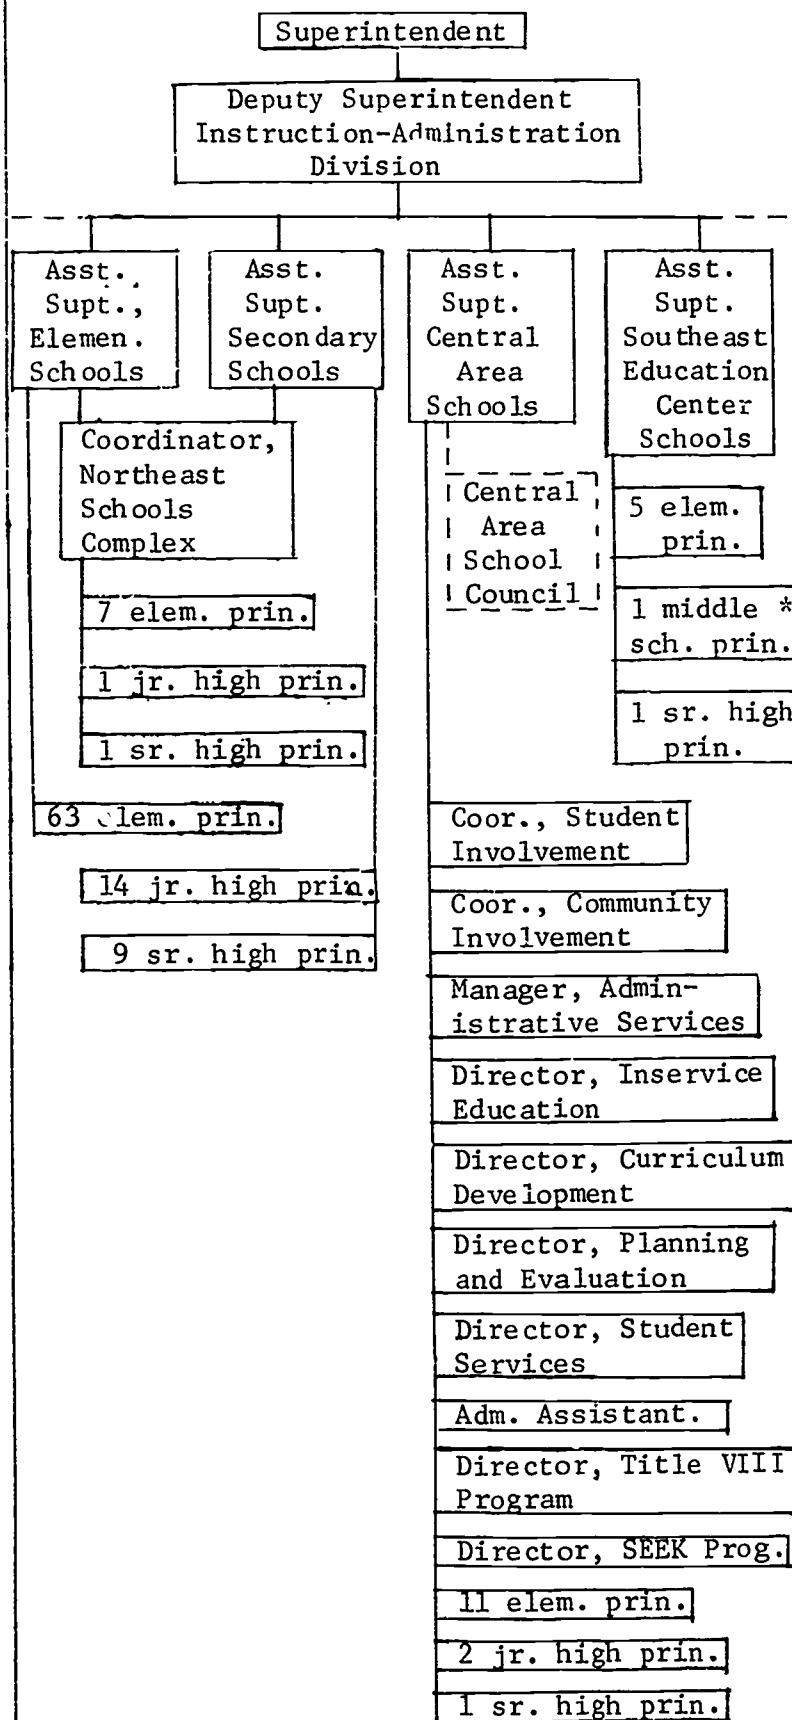 Superintendent
Deputy Superintendent
Instruction-Administration
Division
Asst.
Supt.,
Elemen.
Schools
Asst.
Supt.
Secondary
Schools
Asst.
Supt.
Central
Area
Schools
Asst.
Supt.
Southeast
Education
Center
Schools
Coordinator,
Northeast
Schools
Complex
7 elem. prin.
1 jr. high prin.
1 sr. high prin.
63 elem. prin.
14 jr. high prin.
9 sr. high prin.
Central
Area
School
Council
5 elem.
prin.
1 middle *
sch. prin.
1 sr. high
prin.
Coor., Student
Involvement
Coor., Community
Involvement
Manager, Admin-
istrative Services
Director, Inservice
Education
Director, Curriculum
Development
Director, Planning
and Evaluation
Director, Student
Services
Adm. Assistant.
Director, Title VIII
Program
Director, SEEK Prog.
11 elem. prin.
2 jr. high prin.
1 sr. high prin.